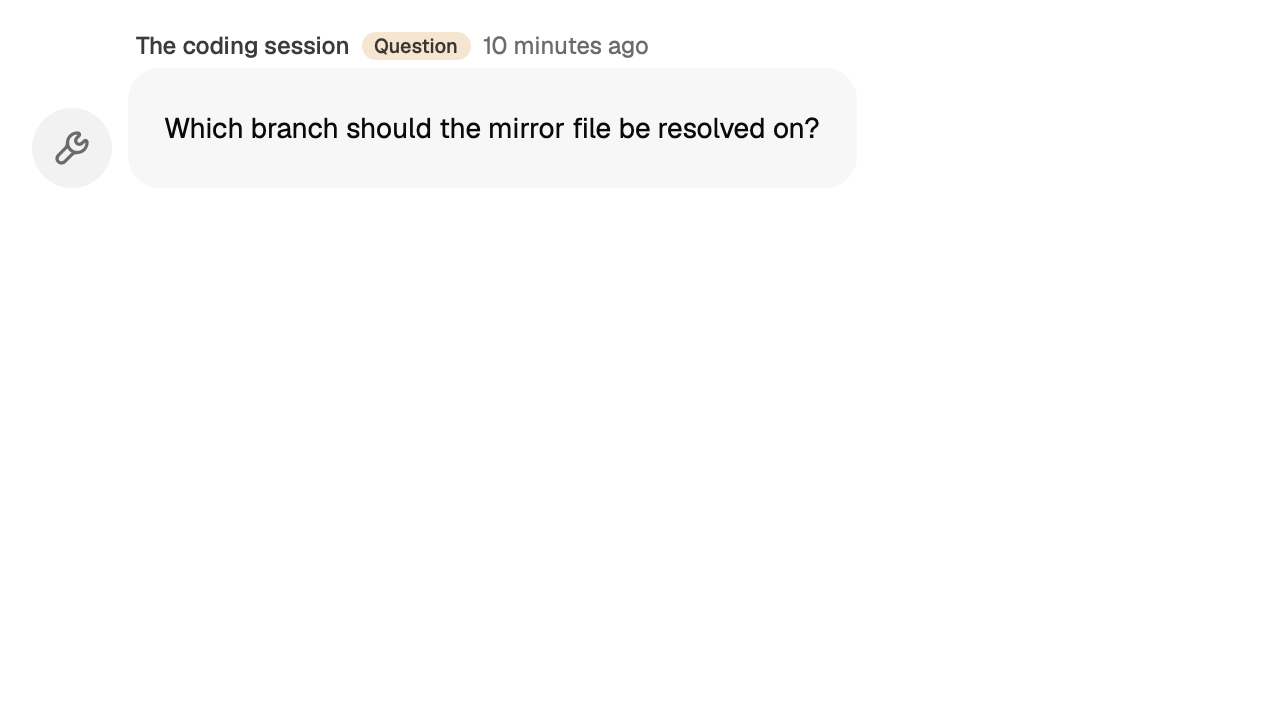 The coding session Question 10 minutes ago
Which branch should the mirror file be resolved on?